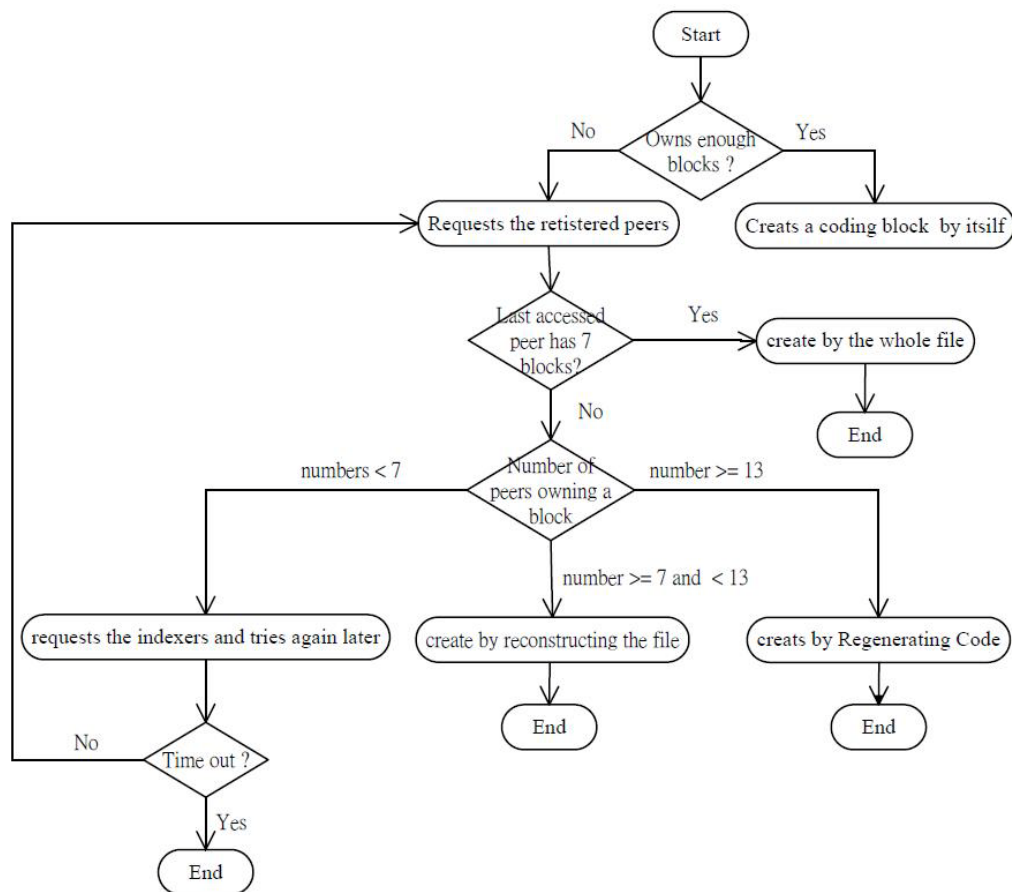 Start
No
Owns enough
blocks ?
Yes
Requests the retistered peers
Creats a coding block  by itsilf
Last accessed
peer has 7
blocks?
Yes
create by the whole file
No
End
numbers < 7
Number of
peers owning a
block
number >= 13
number >= 7 and  < 13
requests the indexers and tries again later
create by reconstructing the file
creats by Regenerating Code
No
Time out ?
End
End
Yes
End